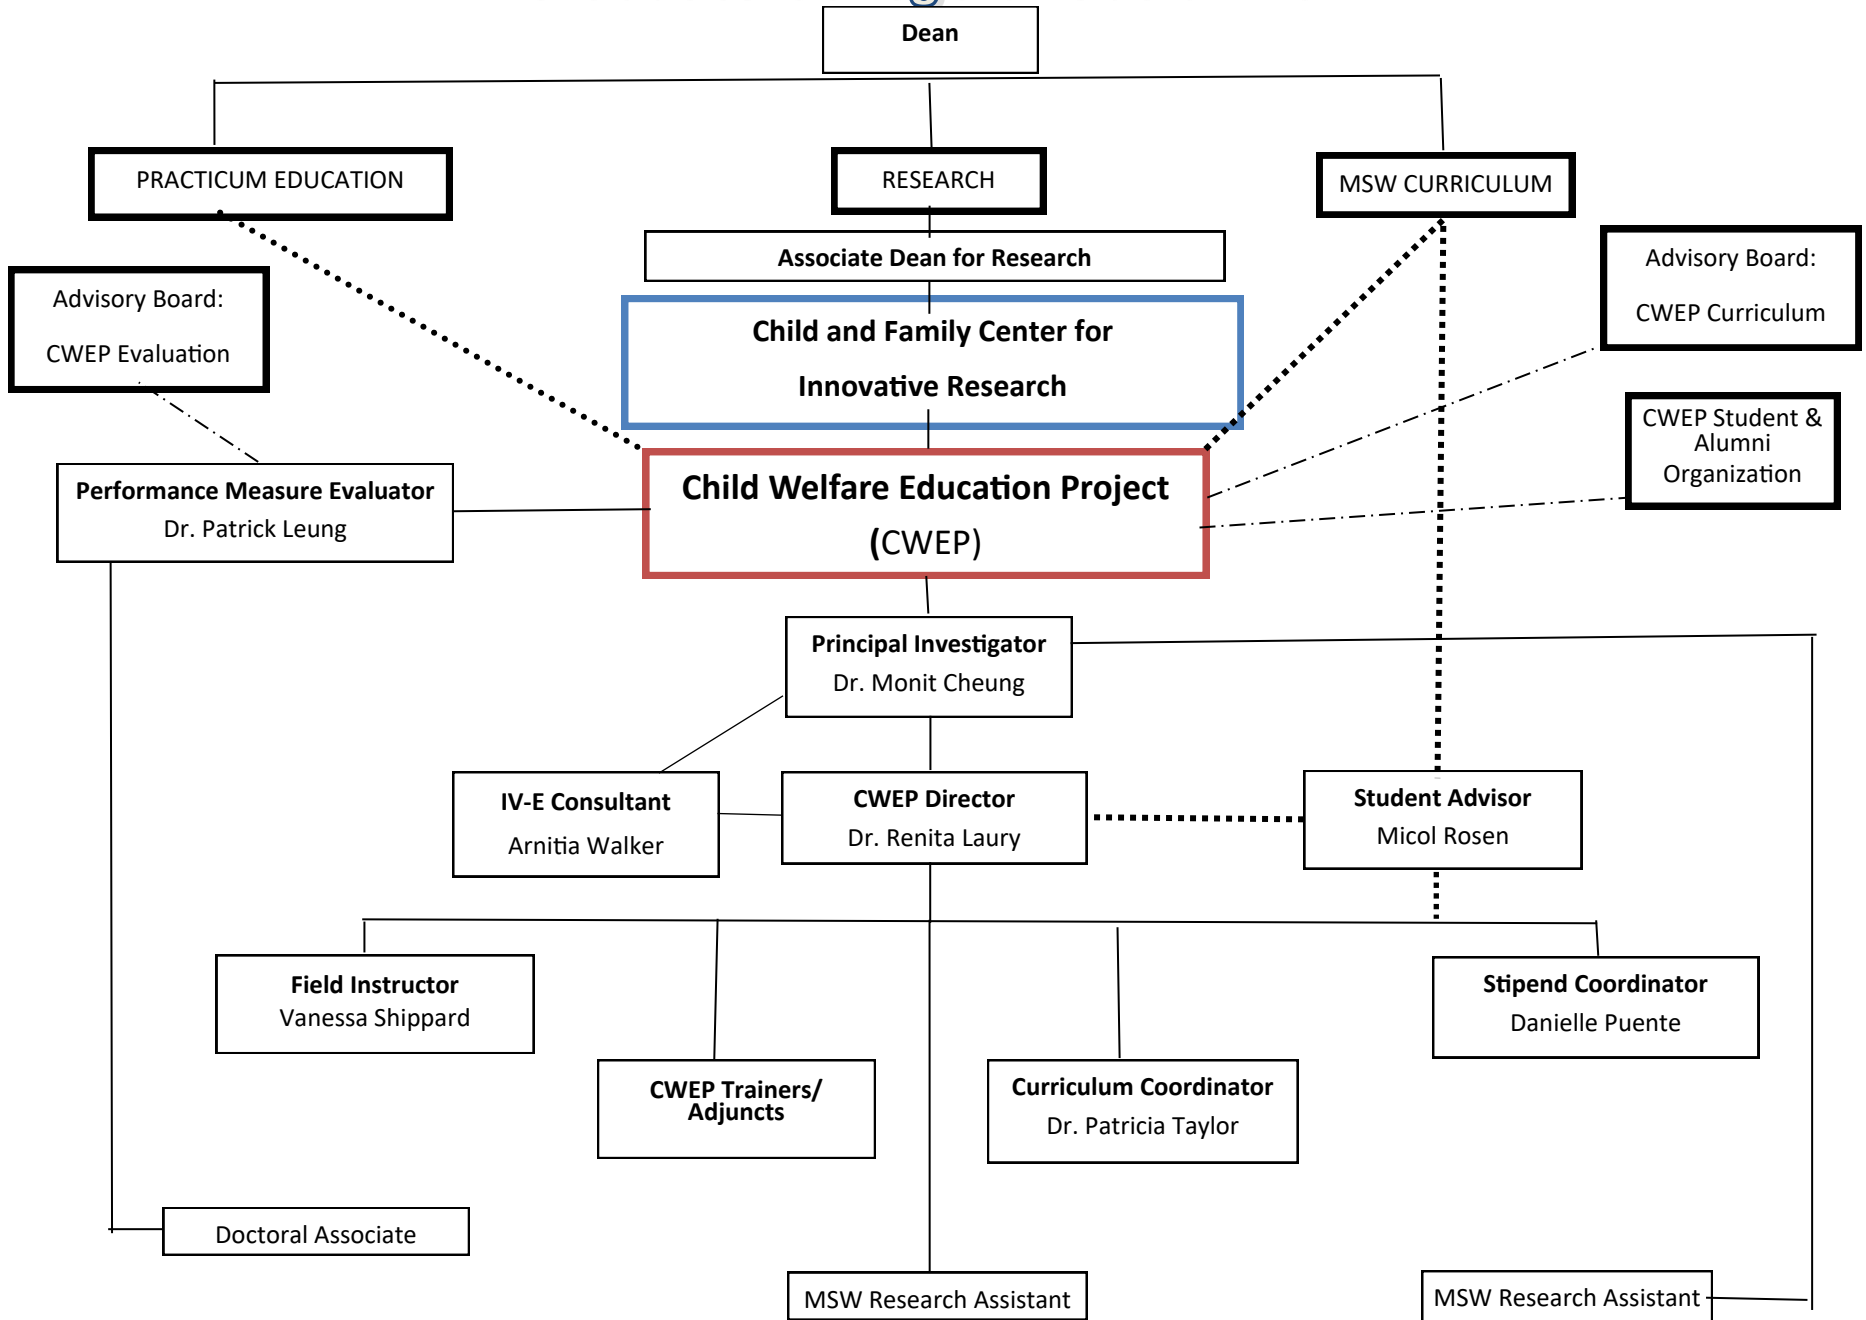 Dean
PRACTICUM EDUCATION
RESEARCH
MSW CURRICULUM
Associate Dean for Research
Advisory Board:
CWEP Curriculum
Advisory Board:
CWEP Evaluation
Child and Family Center for
Innovative Research
CWEP Student &
Alumni
Organization
Performance Measure Evaluator
Dr. Patrick Leung
Child Welfare Education Project
(CWEP)
Principal Investigator
Dr. Monit Cheung
IV-E Consultant
Arnitia Walker
CWEP Director
Dr. Renita Laury
Student Advisor
Micol Rosen
Field Instructor
Vanessa Shippard
Stipend Coordinator
Danielle Puente
CWEP Trainers/
Adjuncts
Curriculum Coordinator
Dr. Patricia Taylor
Doctoral Associate
MSW Research Assistant
MSW Research Assistant